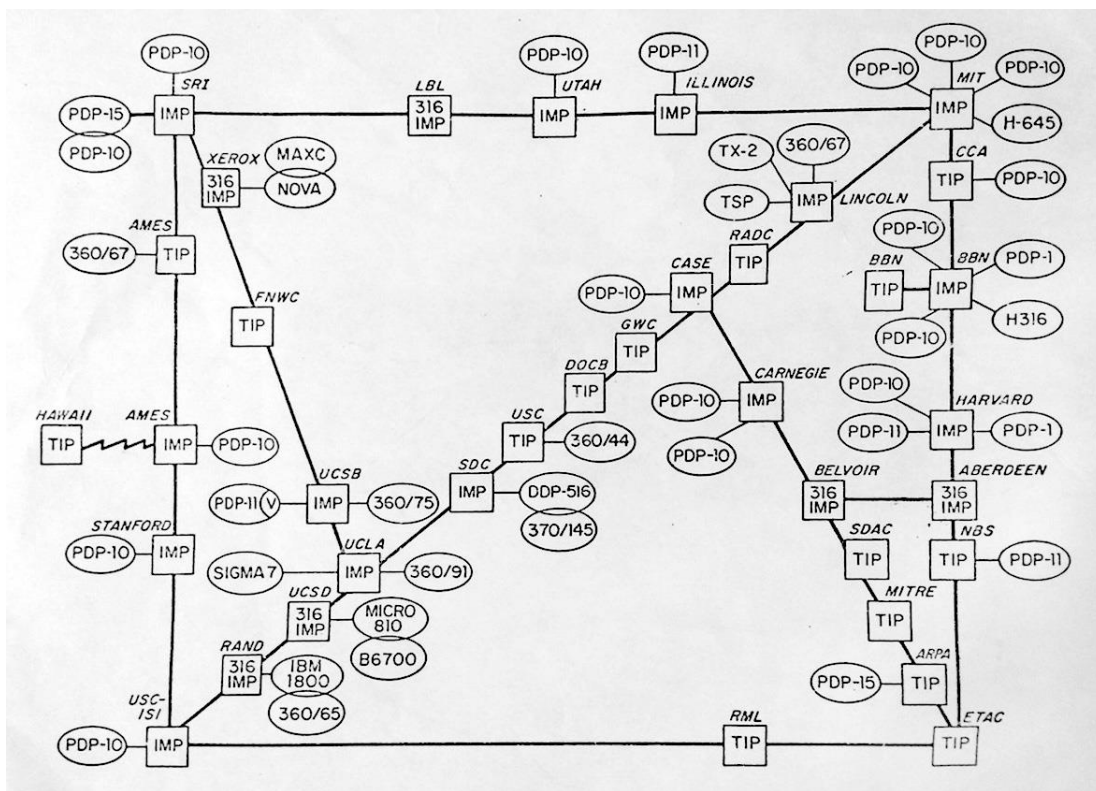 PDP-10
PDP-10
PDP-11
PDP-10
PDP-10
PDP-10
SRI
LBL
UTAH
ILLINOIS
MIT
PDP-15
IMP
316
IMP
IMP
IMP
IMP
H-645
PDP-10
XEROX
MAXC
NOVA
316
IMP
TX-2
360/67
TSP
IMP
LINCOLN
CCA
TIP
PDP-10
AMES
360/67
TIP
RADC
TIP
PDP-10
BBN
TIP
BBN
IMP
PDP-1
H316
PDP-10
CASE
PDP-10
IMP
FNWC
TIP
GWC
TIP
DOCB
TIP
CARNEGIE
PDP-10
IMP
PDP-10
PDP-10
HARVARD
PDP-11
IMP
PDP-1
HAWAII
TIP
AMES
IMP
PDP-10
USC
TIP
360/44
SDC
IMP
DDP-516
370/145
BELVOIR
316
IMP
ABERDEEN
316
IMP
UCSB
PDP-11
V
IMP
360/75
STANFORD
PDP-10
IMP
UCLA
SIGMA 7
IMP
360/91
SDAC
TIP
NBS
TIP
PDP-11
UCSD
316
IMP
MICRO
810
B6700
MITRE
TIP
RAND
316
IMP
IBM
1800
360/65
ARPA
PDP-15
TIP
USC-
ISI
PDP-10
IMP
RML
TIP
ETAC
TIP